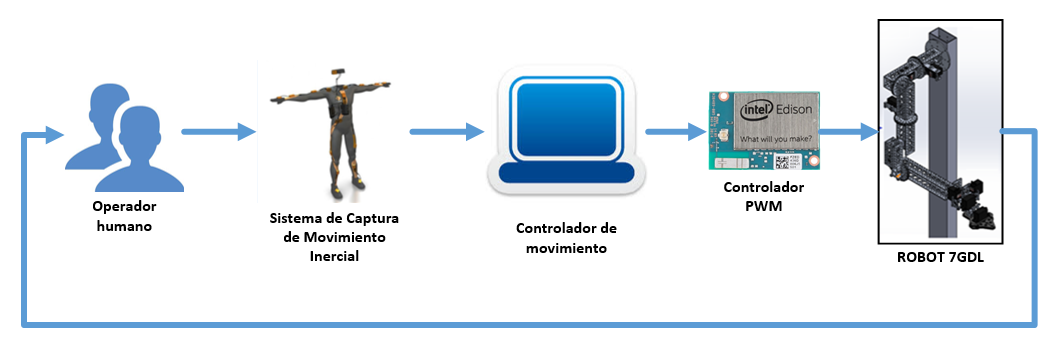 intel Edison
What will you make?
Operador
humano
Sistema de Captura
de Movimiento
Inercial
Controlador de
movimiento
Controlador
PWM
ROBOT 7GDL